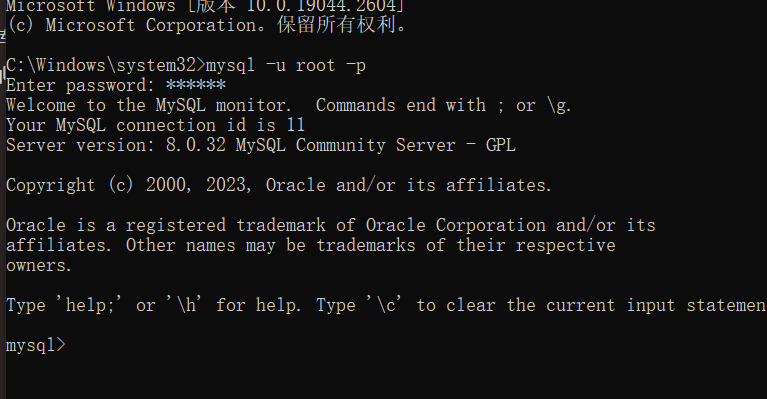 Microsoft Windows [版本 10.0.19044.2604]
(c) Microsoft Corporation。保留所有权利。
C:\Windows\system32>mysql -u root -p
Enter password: ******
Welcome to the MySQL monitor.  Commands end with ; or \g.
Your MySQL connection id is 11
Server version: 8.0.32 MySQL Community Server - GPL
Copyright (c) 2000, 2023, Oracle and/or its affiliates.
Oracle is a registered trademark of Oracle Corporation and/or its
affiliates. Other names may be trademarks of their respective
owners.
Type 'help;' or '\h' for help. Type '\c' to clear the current input statemen
mysql>